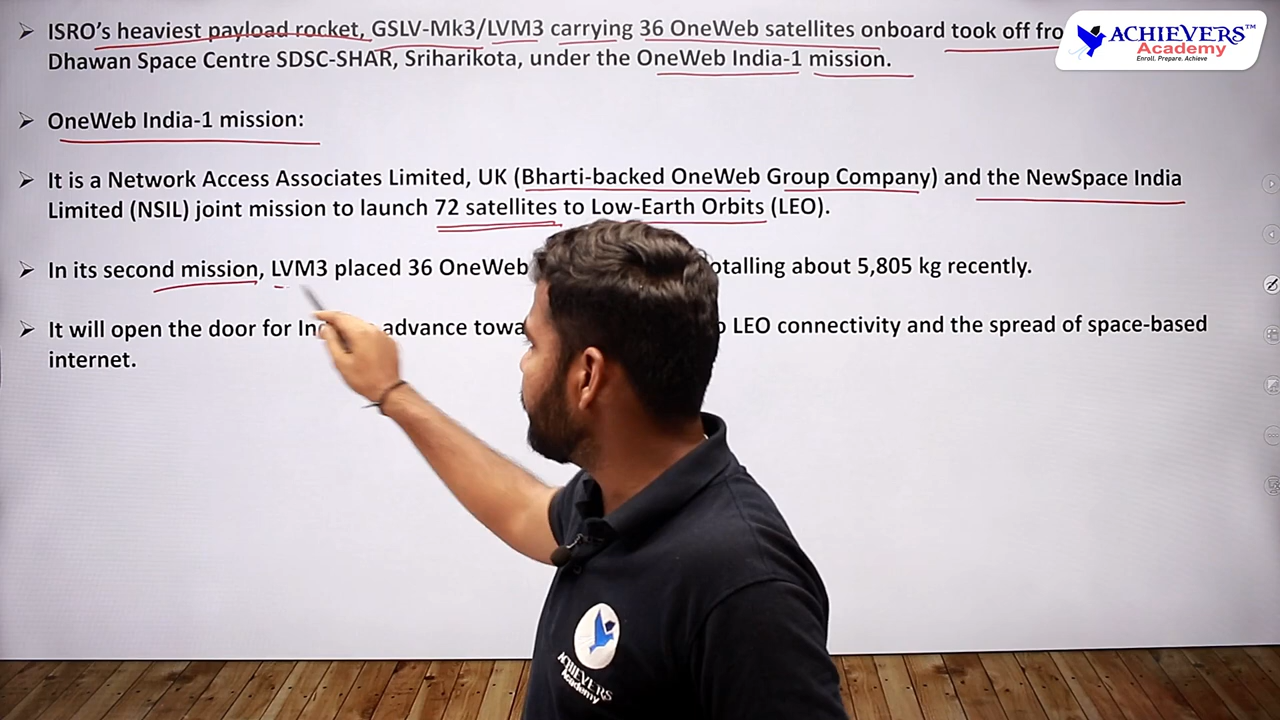 ISRO's heaviest payload rocket, GSLV-Mk3/LVM3 carrying 36 OneWeb satellites onboard took off fro
Dhawan Space Centre SDSC-SHAR, Sriharikota, under the OneWeb India-1 mission.
OneWeb India-1 mission:
It is a Network Access Associates Limited, UK (Bharti-backed OneWeb Group Company) and the NewSpace India
Limited (NSIL) joint mission to launch 72 satellites to Low-Earth Orbits (LEO).
In its second mission, LVM3 placed 36 OneWeb otalling about 5,805 kg recently.
It will open the door for advance LEO connectivity and the spread of space-based
internet.
ACHIEVERS™
Academy
Enroll. Prepare. Achieve
ACHIEVERS
Academy